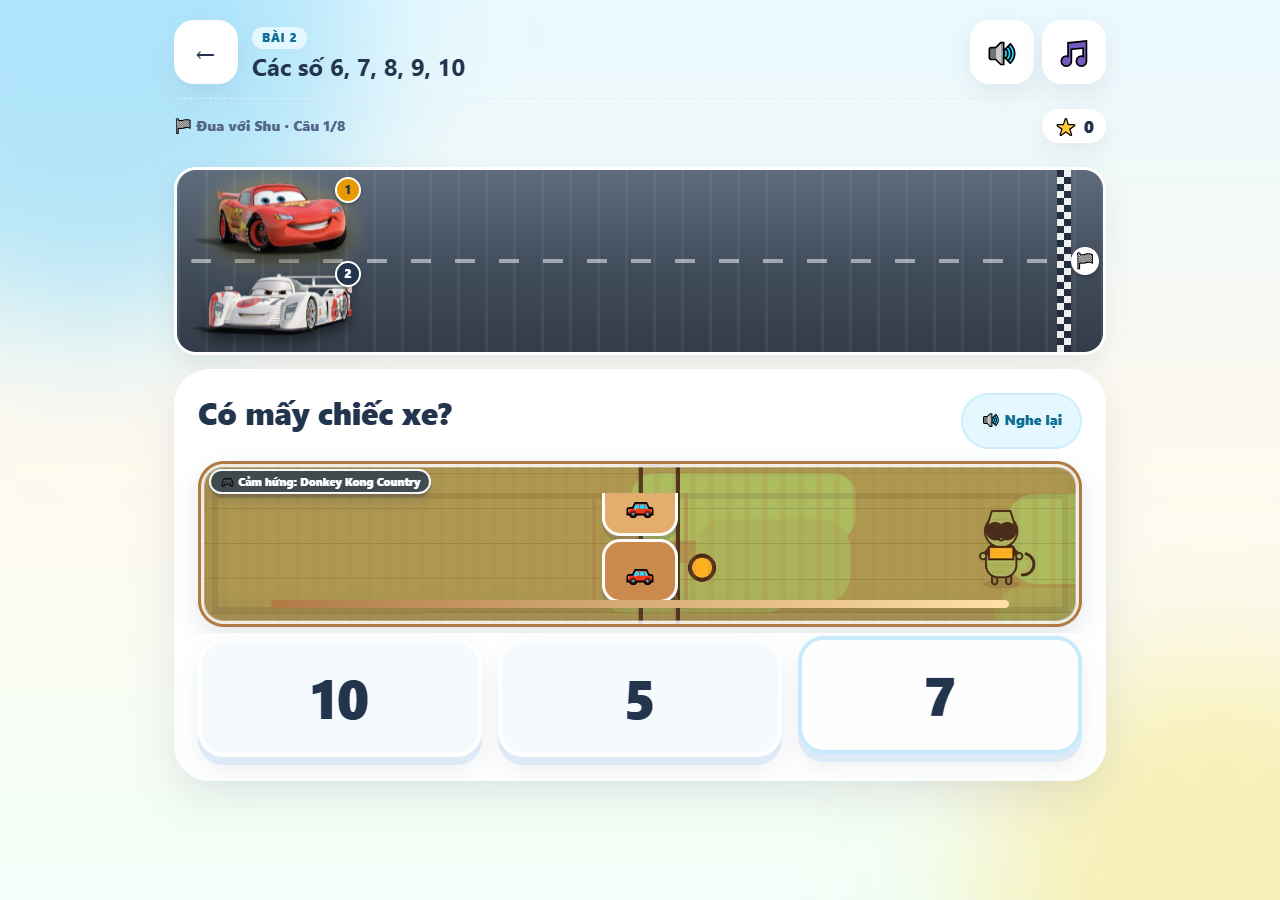 ←
BÀI 2
Các số 6, 7, 8, 9, 10
Đua với Shu · Câu 1/8
0
1
2
Có mấy chiếc xe?
Nghe lại
Cảm hứng: Donkey Kong Country
10
5
7